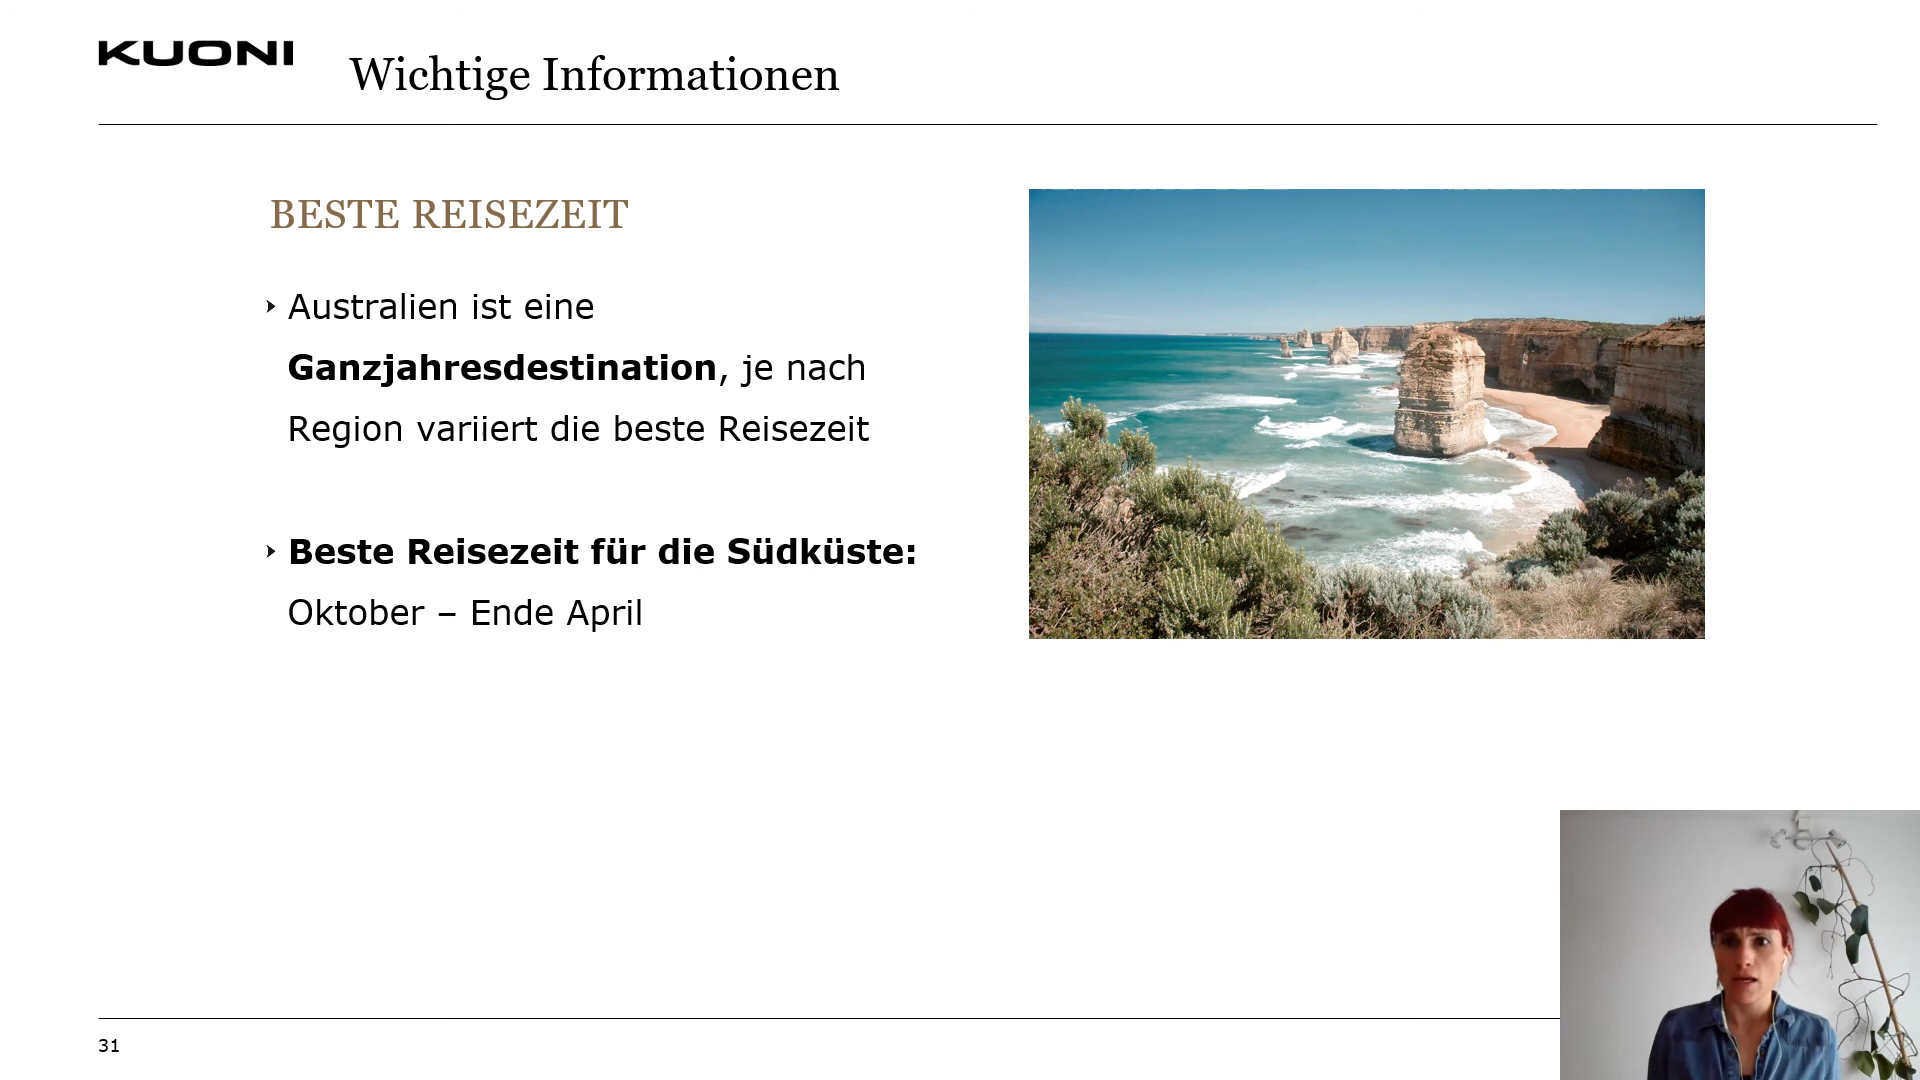 KUONI
Wichtige Informationen
BESTE REISEZEIT
Australien ist eine
Ganzjahresdestination, je nach
Region variiert die beste Reisezeit
Beste Reisezeit für die Südküste:
Oktober – Ende April
31